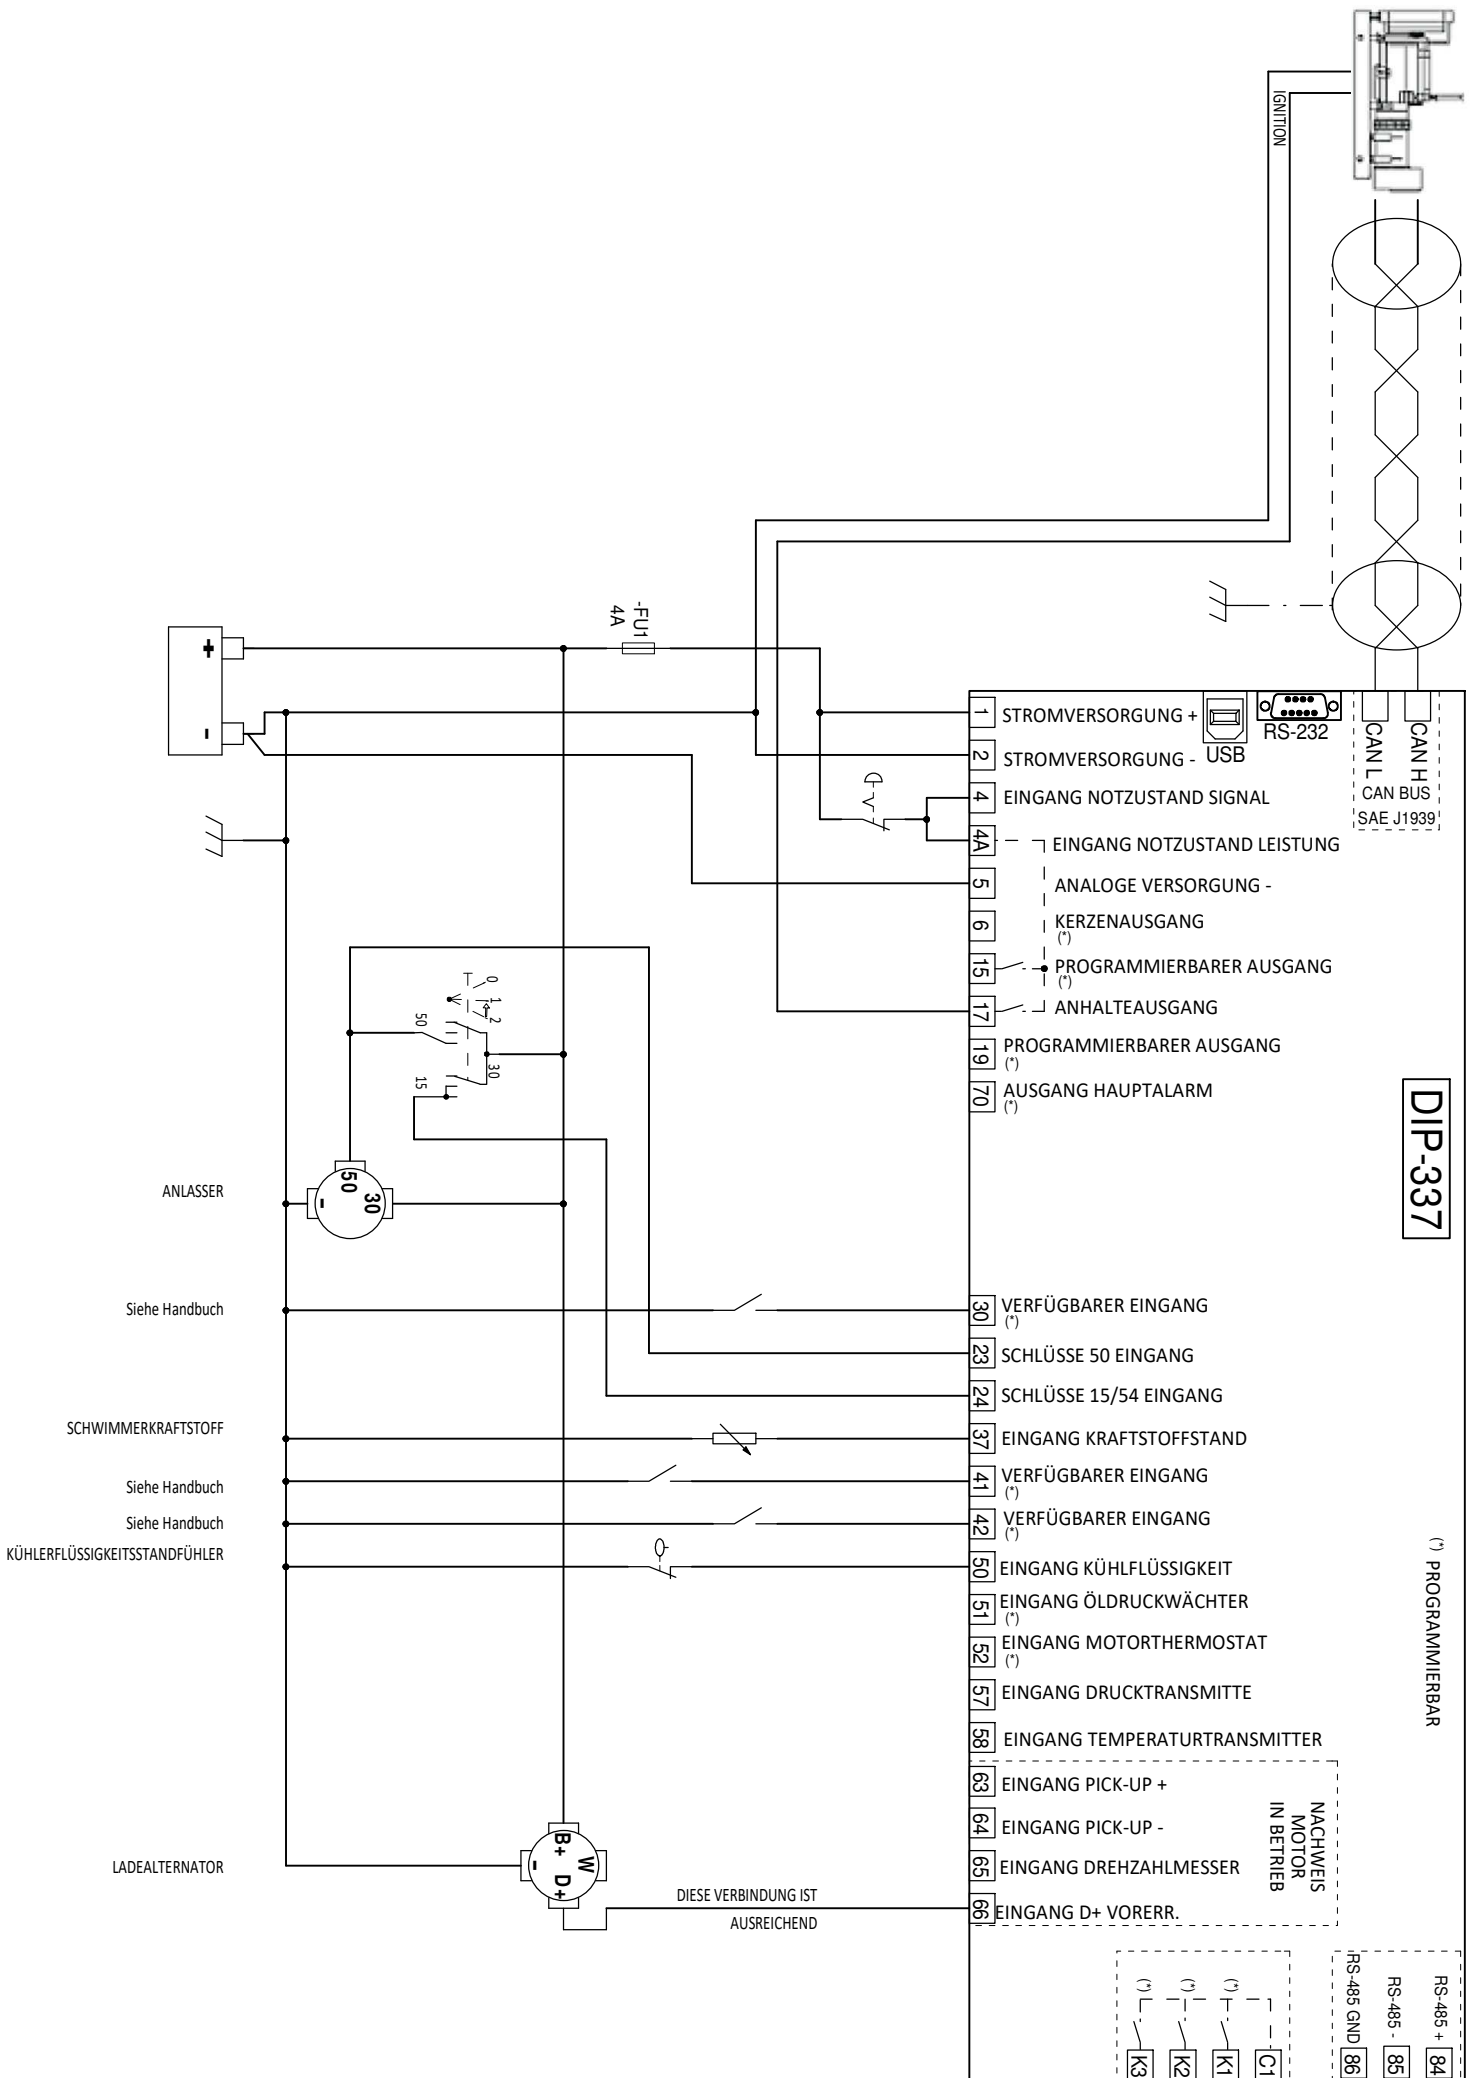 IGNITION
-FU1
4A
+
-
1 STROMVERSORGUNG +
2 STROMVERSORGUNG -
USB
RS-232
CAN L
CAN H
CAN BUS
SAE J1939
4 EINGANG NOTZUSTAND SIGNAL
4A EINGANG NOTZUSTAND LEISTUNG
5 ANALOGE VERSORGUNG -
6 KERZENAUSGANG
(*)
15 PROGRAMMIERBARER AUSGANG
(*)
17 ANHALTEAUSGANG
19 PROGRAMMIERBARER AUSGANG
(*)
70 AUSGANG HAUPTALARM
(*)
DIP-337
0
1
2
50
30
15
ANLASSER
50
30
-
Siehe Handbuch
30 VERFÜGBARER EINGANG
(*)
23 SCHLÜSSE 50 EINGANG
24 SCHLÜSSE 15/54 EINGANG
SCHWIMMERKRAFTSTOFF
37 EINGANG KRAFTSTOFFSTAND
Siehe Handbuch
41 VERFÜGBARER EINGANG
(*)
Siehe Handbuch
42 VERFÜGBARER EINGANG
(*)
KÜHLERFLÜSSIGKEITSSTANDFÜHLER
50 EINGANG KÜHLFLÜSSIGKEIT
51 EINGANG ÖLDRUCKWÄCHTER
(*)
52 EINGANG MOTORTHERMOSTAT
(*)
57 EINGANG DRUCKTRANSMITTE
58 EINGANG TEMPERATURTRANSMITTER
(*) PROGRAMMIERBAR
63 EINGANG PICK-UP +
64 EINGANG PICK-UP -
65 EINGANG DREHZAHLMESSER
66 EINGANG D+ VORERR.
NACHWEIS
MOTOR
IN BETRIEB
LADEALTERNATOR
B+
W
-
D+
DIESE VERBINDUNG IST
AUSREICHEND
(*)
(*)
(*)
K3
K2
K1
C1
RS-485 GND 86
RS-485 - 85
RS-485 + 84